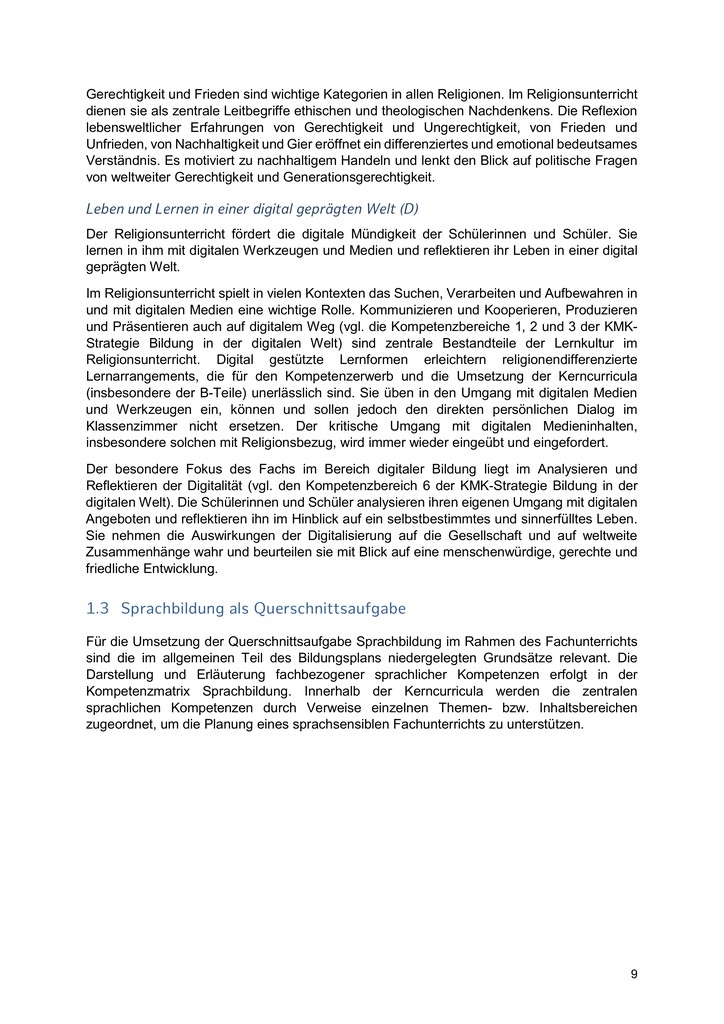 Gerechtigkeit und Frieden sind wichtige Kategorien in allen Religionen. Im Religionsunterricht
dienen sie als zentrale Leitbegriffe ethischen und theologischen Nachdenkens. Die Reflexion
lebensweltlicher Erfahrungen von Gerechtigkeit und Ungerechtigkeit, von Frieden und
Unfrieden, von Nachhaltigkeit und Gier eröffnet ein differenziertes und emotional bedeutsames
Verständnis. Es motiviert zu nachhaltigem Handeln und lenkt den Blick auf politische Fragen
von weltweiter Gerechtigkeit und Generationsgerechtigkeit.
Leben und Lernen in einer digital geprägten Welt (D)
Der Religionsunterricht fördert die digitale Mündigkeit der Schülerinnen und Schüler. Sie
lernen in ihm mit digitalen Werkzeugen und Medien und reflektieren ihr Leben in einer digital
geprägten Welt.
Im Religionsunterricht spielt in vielen Kontexten das Suchen, Verarbeiten und Aufbewahren in
und mit digitalen Medien eine wichtige Rolle. Kommunizieren und Kooperieren, Produzieren
und Präsentieren auch auf digitalem Weg (vgl. die Kompetenzbereiche 1, 2 und 3 der KMK-
Strategie Bildung in der digitalen Welt) sind zentrale Bestandteile der Lernkultur im
Religionsunterricht. Digital gestützte Lernformen erleichtern religionendifferenzierte
Lernarrangements, die für den Kompetenzerwerb und die Umsetzung der Kerncurricula
(insbesondere der B-Teile) unerlässlich sind. Sie üben in den Umgang mit digitalen Medien
und Werkzeugen ein, können und sollen jedoch den direkten persönlichen Dialog im
Klassenzimmer nicht ersetzen. Der kritische Umgang mit digitalen Medieninhalten,
insbesondere solchen mit Religionsbezug, wird immer wieder eingeübt und eingefordert.
Der besondere Fokus des Fachs im Bereich digitaler Bildung liegt im Analysieren und
Reflektieren der Digitalität (vgl. den Kompetenzbereich 6 der KMK-Strategie Bildung in der
digitalen Welt). Die Schülerinnen und Schüler analysieren ihren eigenen Umgang mit digitalen
Angeboten und reflektieren ihn im Hinblick auf ein selbstbestimmtes und sinnerfülltes Leben.
Sie nehmen die Auswirkungen der Digitalisierung auf die Gesellschaft und auf weltweite
Zusammenhänge wahr und beurteilen sie mit Blick auf eine menschenwürdige, gerechte und
friedliche Entwicklung.
1.3 Sprachbildung als Querschnittsaufgabe
Für die Umsetzung der Querschnittsaufgabe Sprachbildung im Rahmen des Fachunterrichts
sind die im allgemeinen Teil des Bildungsplans niedergelegten Grundsätze relevant. Die
Darstellung und Erläuterung fachbezogener sprachlicher Kompetenzen erfolgt in der
Kompetenzmatrix Sprachbildung. Innerhalb der Kerncurricula werden die zentralen
sprachlichen Kompetenzen durch Verweise einzelnen Themen- bzw. Inhaltsbereichen
zugeordnet, um die Planung eines sprachsensiblen Fachunterrichts zu unterstützen.
9